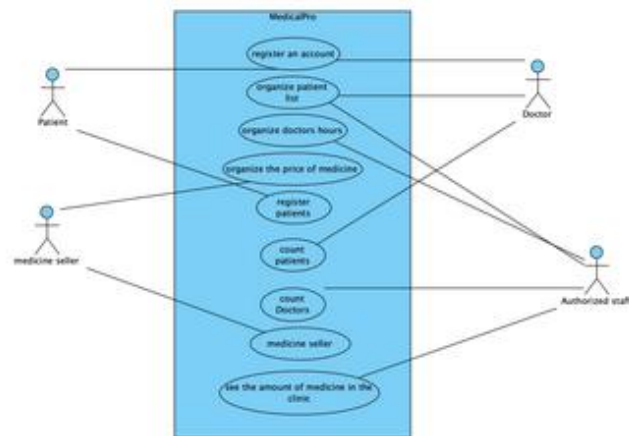 MedicalPro
register an account
organize patient
list
Patient
Doctor
organize doctors hours
organize the price of medicine
register
patients
medicine seller
count
patients
Authorized staff
count
Doctors
medicine seller
see the amount of medicine in the
clinic